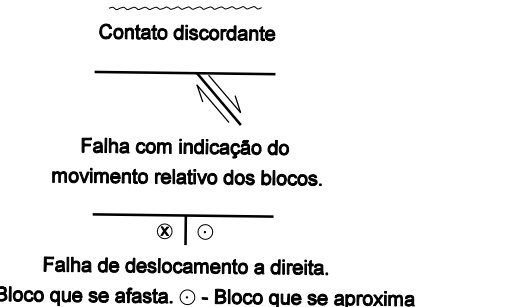 Contato discordante
Falha com indicação do
movimento relativo dos blocos.
Falha de deslocamento a direita.
Bloco que se afasta. ⊙ - Bloco que se aproxima